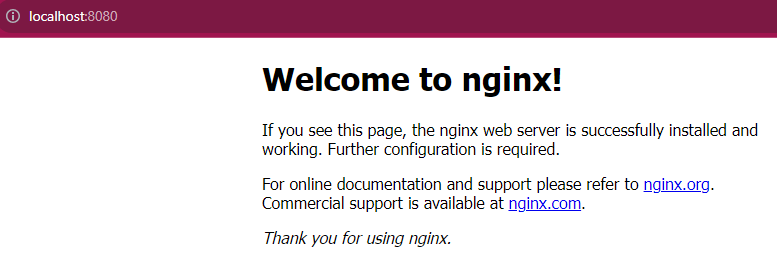 localhost:8080
Welcome to nginx!
If you see this page, the nginx web server is successfully installed and
working. Further configuration is required.
For online documentation and support please refer to nginx.org.
Commercial support is available at nginx.com.
Thank you for using nginx.